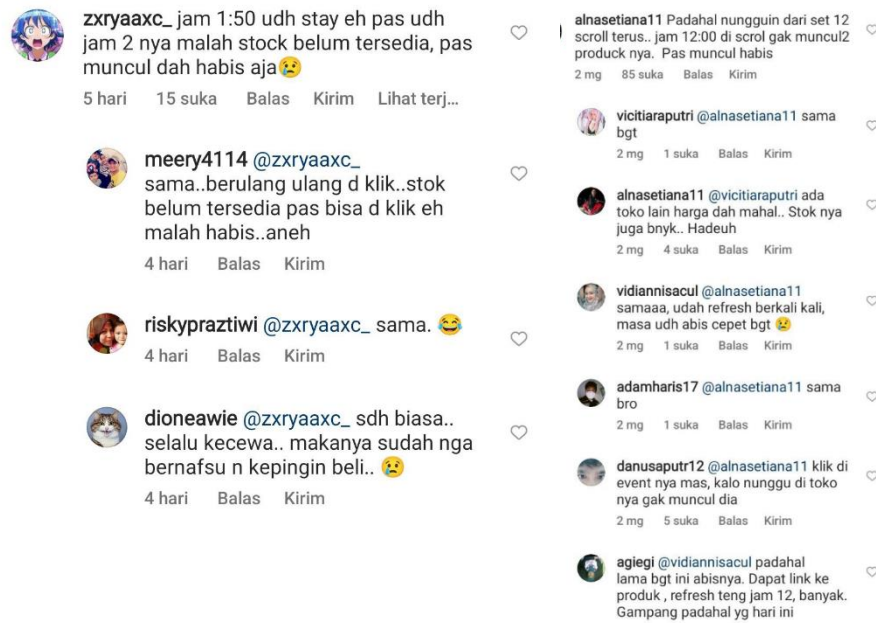 zxryaaxc_ jam 1:50 udh stay eh pas udh
jam 2 nya malah stock belum tersedia, pas
muncul dah habis aja😢
5 hari 15 suka Balas Kirim Lihat terj...
meery4114 @zxryaaxc_
sama..berulang ulang d klik..stok
belum tersedia pas bisa d klik eh
malah habis..aneh
4 hari Balas Kirim
riskypraztiwi @zxryaaxc_ sama. 😂
4 hari Balas Kirim
dioneawie @zxryaaxc_ sdh biasa..
selalu kecewa.. makanya sudah nga
bernafsu n kepingin beli.. 😢
4 hari Balas Kirim
alnasetiana11 Padahal nungguin dari set 12
scroll terus.. jam 12:00 di scrol gak muncul2
produck nya. Pas muncul habis
2 mg 85 suka Balas Kirim
vicitiaraputri @alnasetiana11 sama
bgt
2 mg 1 suka Balas Kirim
alnasetiana11 @vicitiaraputri ada
toko lain harga dah mahal.. Stok nya
juga bnyk.. Hadeuh
2 mg 4 suka Balas Kirim
vidiannisacul @alnasetiana11
samaaa, udah refresh berkali kali,
masa udh abis cepet bgt 😢
2 mg 1 suka Balas Kirim
adamharis17 @alnasetiana11 sama
bro
2 mg 1 suka Balas Kirim
danusaputr12 @alnasetiana11 klik di
event nya mas, kalo nunggu di toko
nya gak muncul dia
2 mg 5 suka Balas Kirim
agiegi @vidiannisacul padahal
lama bgt ini abisnya. Dapat link ke
produk , refresh teng jam 12, banyak.
Gampang padahal yg hari ini